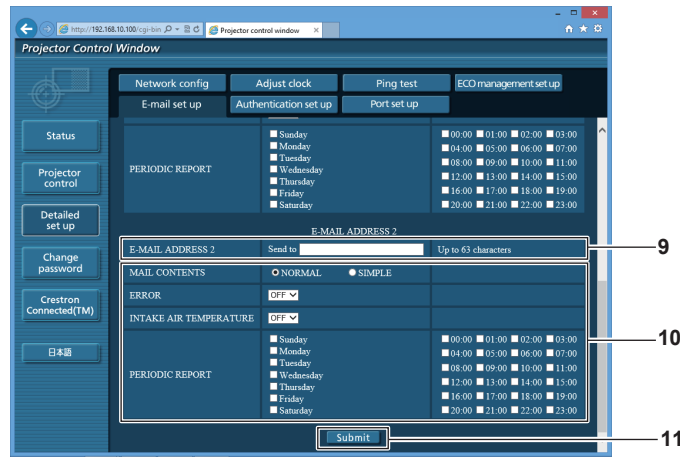 http://192.168.10.100/cgi-bin Projector control window
Projector Control Window
Network config Adjust clock Ping test ECO management set up
E-mail set up Authentication set up Port set up
Status
Projector
control
Detailed
set up
Change
password
Crestron
Connected(TM)
日本語
PERIODIC REPORT
Sunday
Monday
Tuesday
Wednesday
Thursday
Friday
Saturday
00:00 01:00 02:00 03:00
04:00 05:00 06:00 07:00
08:00 09:00 10:00 11:00
12:00 13:00 14:00 15:00
16:00 17:00 18:00 19:00
20:00 21:00 22:00 23:00
E-MAIL ADDRESS 2
E-MAIL ADDRESS 2 Send to Up to 63 characters
9
MAIL CONTENTS NORMAL SIMPLE
ERROR OFF
INTAKE AIR TEMPERATURE OFF
10
PERIODIC REPORT
Sunday
Monday
Tuesday
Wednesday
Thursday
Friday
Saturday
00:00 01:00 02:00 03:00
04:00 05:00 06:00 07:00
08:00 09:00 10:00 11:00
12:00 13:00 14:00 15:00
16:00 17:00 18:00 19:00
20:00 21:00 22:00 23:00
Submit
11